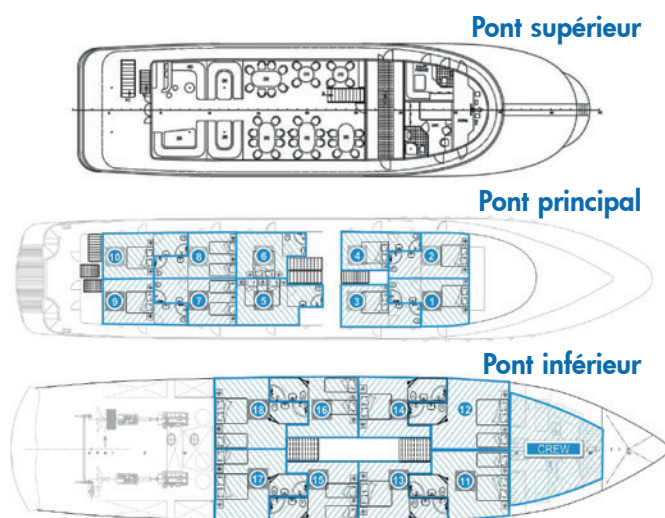 Pont supérieur
Pont principal
10 8 6 4 2
9 7 5 3 1
Pont inférieur
18 16 14 12
CREW
17 15 13 11